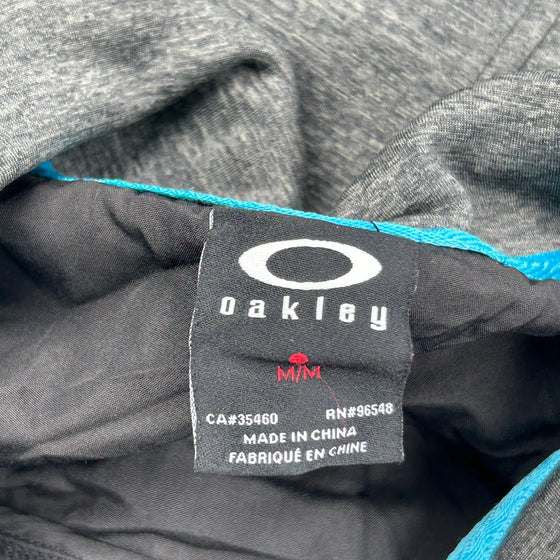 oakley
M/M
CA#35460 RN#96548
MADE IN CHINA
FABRIQUÉ EN CHINE